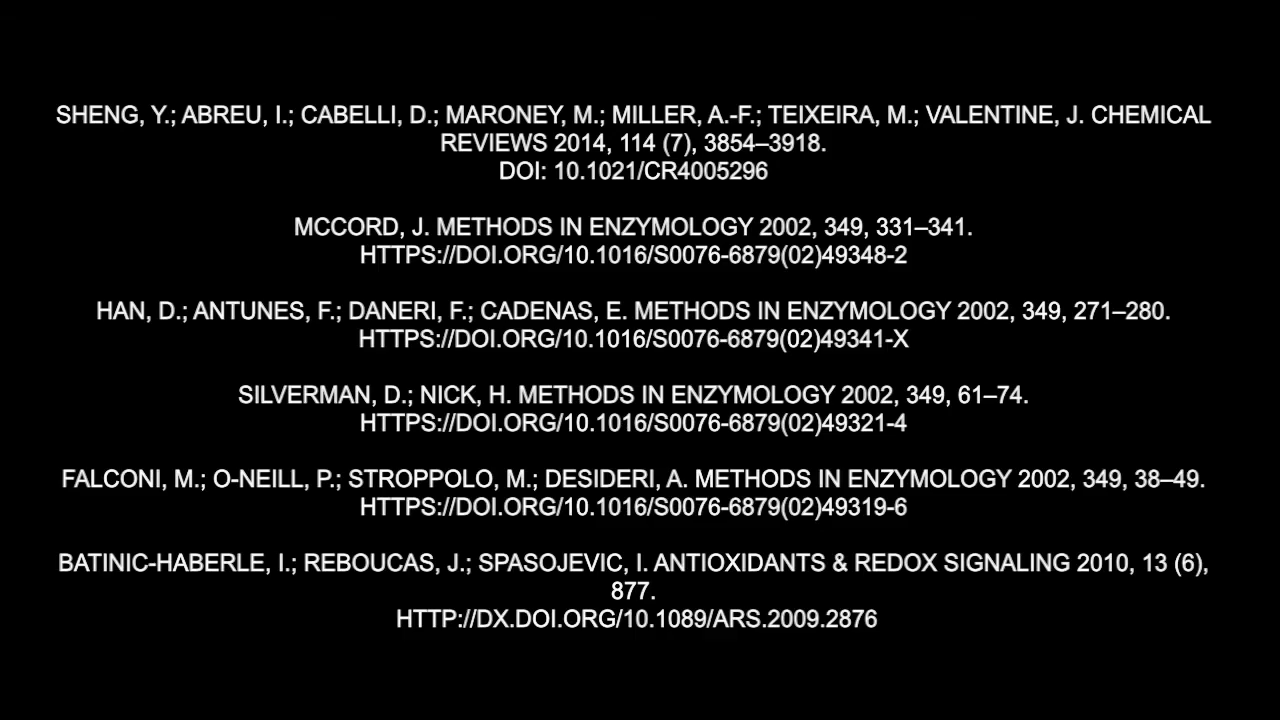 SHENG, Y.; ABREU, I.; CABELLI, D.; MARONEY, M.; MILLER, A.-F.; TEIXEIRA, M.; VALENTINE, J. CHEMICAL
REVIEWS 2014, 114 (7), 3854–3918.
DOI: 10.1021/CR4005296
MCCORD, J. METHODS IN ENZYMOLOGY 2002, 349, 331–341.
HTTPS://DOI.ORG/10.1016/S0076-6879(02)49348-2
HAN, D.; ANTUNES, F.; DANERI, F.; CADENAS, E. METHODS IN ENZYMOLOGY 2002, 349, 271–280.
HTTPS://DOI.ORG/10.1016/S0076-6879(02)49341-X
SILVERMAN, D.; NICK, H. METHODS IN ENZYMOLOGY 2002, 349, 61–74.
HTTPS://DOI.ORG/10.1016/S0076-6879(02)49321-4
FALCONI, M.; O-NEILL, P.; STROPPOLO, M.; DESIDERI, A. METHODS IN ENZYMOLOGY 2002, 349, 38–49.
HTTPS://DOI.ORG/10.1016/S0076-6879(02)49319-6
BATINIC-HABERLE, I.; REBOUCAS, J.; SPASOJEVIC, I. ANTIOXIDANTS & REDOX SIGNALING 2010, 13 (6),
877.
HTTP://DX.DOI.ORG/10.1089/ARS.2009.2876